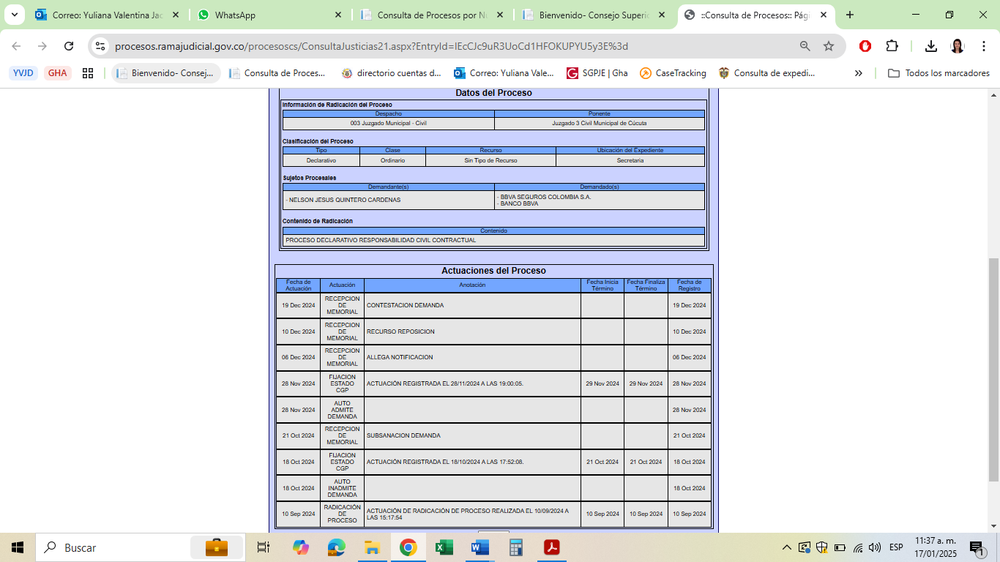 Correo: Yuliana Valentina Jac
WhatsApp
Consulta de Procesos por Nú
Bienvenido- Consejo Superio
::Consulta de Procesos:: Pági
procesos.ramajudicial.gov.co/procesoscs/ConsultaJusticias21.aspx?EntryId=IEcCJc9uR3UoCd1HFOKUPYU5y3E%3d
YVJD
GHA
Bienvenido- Consej...
Consulta de Proces...
directorio cuentas d...
Correo: Yuliana Vale...
SGPJE | Gha
CaseTracking
Consulta de expedi...
Todos los marcadores
Datos del Proceso
Información de Radicación del Proceso
Despacho Ponente
003 Juzgado Municipal - Civil Juzgado 3 Civil Municipal de Cúcuta
Clasificación del Proceso
Tipo Clase Recurso Ubicación del Expediente
Declarativo Ordinario Sin Tipo de Recurso Secretaria
Sujetos Procesales
Demandante(s) Demandado(s)
- NELSON JESUS QUINTERO CARDENAS
- BBVA SEGUROS COLOMBIA S.A.
- BANCO BBVA
Contenido de Radicación
Contenido
PROCESO DECLARATIVO RESPONSABILIDAD CIVIL CONTRACTUAL
Actuaciones del Proceso
Fecha de Actuación Actuación Anotación Fecha Inicia Término Fecha Finaliza Término Fecha de Registro
19 Dec 2024 RECEPCION DE MEMORIAL CONTESTACION DEMANDA 19 Dec 2024
10 Dec 2024 RECEPCION DE MEMORIAL RECURSO REPOSICION 10 Dec 2024
06 Dec 2024 RECEPCION DE MEMORIAL ALLEGA NOTIFICACION 06 Dec 2024
28 Nov 2024 FIJACION ESTADO CGP ACTUACIÓN REGISTRADA EL 28/11/2024 A LAS 19:00:05. 29 Nov 2024 29 Nov 2024 28 Nov 2024
28 Nov 2024 AUTO ADMITE DEMANDA 28 Nov 2024
21 Oct 2024 RECEPCION DE MEMORIAL SUBSANACION DEMANDA 21 Oct 2024
18 Oct 2024 FIJACION ESTADO CGP ACTUACIÓN REGISTRADA EL 18/10/2024 A LAS 17:52:08. 21 Oct 2024 21 Oct 2024 18 Oct 2024
18 Oct 2024 AUTO INADMITE DEMANDA 18 Oct 2024
10 Sep 2024 RADICACIÓN DE PROCESO ACTUACIÓN DE RADICACIÓN DE PROCESO REALIZADA EL 10/09/2024 A LAS 15:17:54 10 Sep 2024 10 Sep 2024 10 Sep 2024
Buscar
ESP
11:37 a. m.
17/01/2025
1